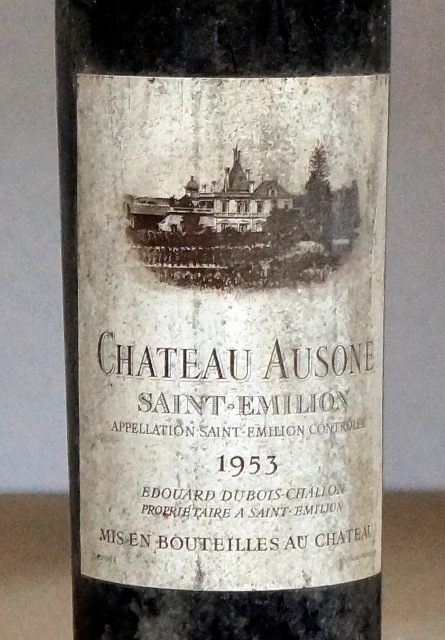 CHATEAU AUSONE
SAINT-EMILION
APPELLATION SAINT-EMILION CONTRÔLÉE
1953
EDOUARD DUBOIS-CHALLON
PROPRIÉTAIRE A SAINT-EMILION
MIS EN BOUTEILLES AU CHATEAU